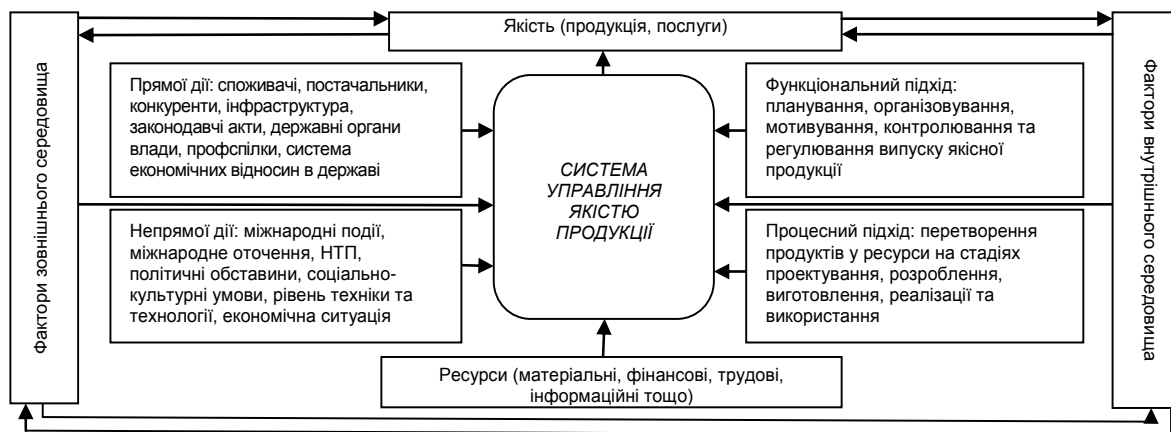 Якість (продукція, послуги)
Фактори зовнішнього середовища
Прямої дії: споживачі, постачальники,
конкуренти, інфраструктура,
законодавчі акти, державні органи
влади, профспілки, система
економічних відносин в державі
Непрямої дії: міжнародні події,
міжнародне оточення, НТП,
політичні обставини, соціально-
культурні умови, рівень техніки та
технології, економічна ситуація
СИСТЕМА
УПРАВЛІННЯ
ЯКІСТЮ
ПРОДУКЦІЇ
Функціональний підхід:
планування, організовування,
мотивування, контролювання та
регулювання випуску якісної
продукції
Процесний підхід: перетворення
продуктів у ресурси на стадіях
проектування, розроблення,
виготовлення, реалізації та
використання
Фактори внутрішнього середовища
Ресурси (матеріальні, фінансові, трудові,
інформаційні тощо)